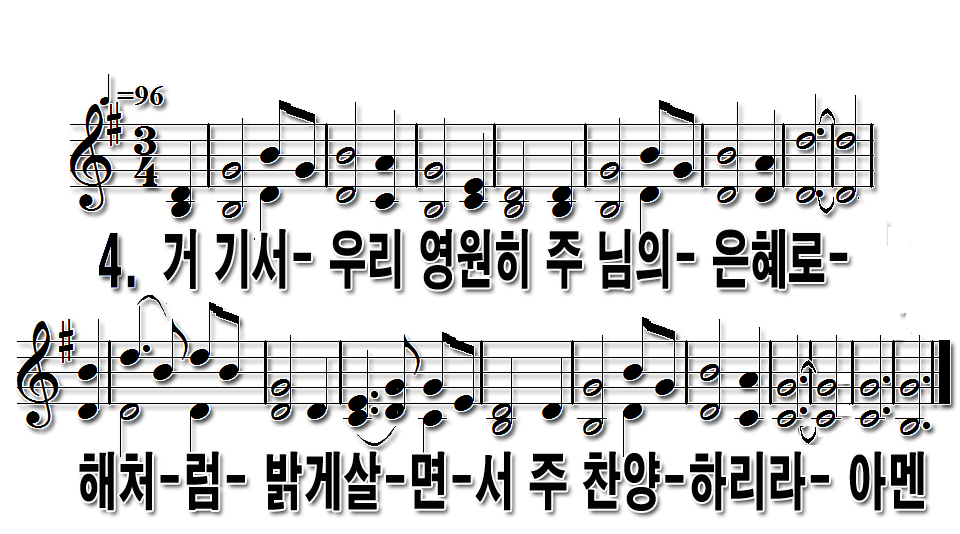 =96
3
4
4. 거 기서- 우리 영원히 주 님의- 은혜로-
해처-럼- 밝게살-면-서 주 찬양-하리라- 아멘